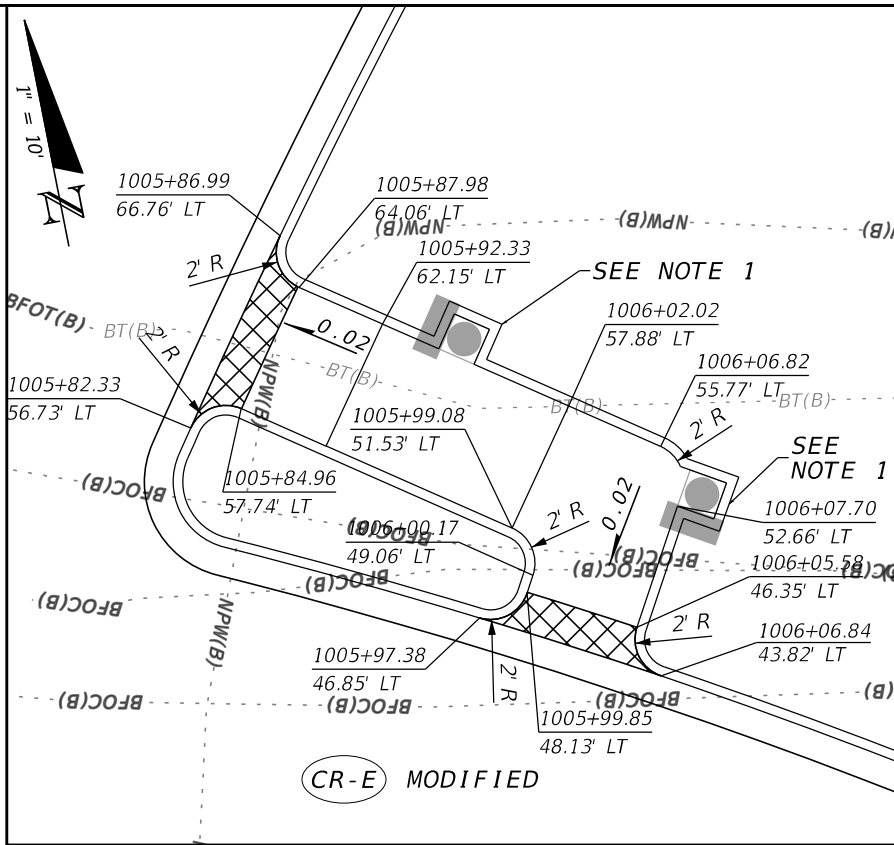 1" = 10'
N
1005+86.99
66.76' LT
1005+87.98
64.06' LT
NPW(B)
NPW(B)
1005+92.33
62.15' LT
SEE NOTE 1
2' R
BFOT(B)
BT(B)
2' R
0.02
1006+02.02
57.88' LT
1006+06.82
55.77' LT
BT(B)
BT(B)
BT(B)
NPW(B)
1005+82.33
56.73' LT
1005+99.08
51.53' LT
2' R
SEE
NOTE 1
1005+84.96
57.74' LT
BFOC(B)
BFOC(B)
1006+00.17
49.06' LT
2' R
0.02
1006+07.70
52.66' LT
BFOC(B)
BFOC(B)
BFOC(B)
1006+05.58
46.35' LT
BFOC(B)
NPW(B)
2' R
1006+06.84
43.82' LT
1005+97.38
46.85' LT
2' R
BFOC(B)
BFOC(B)
BFOC(B)
1005+99.85
48.13' LT
CR-E MODIFIED